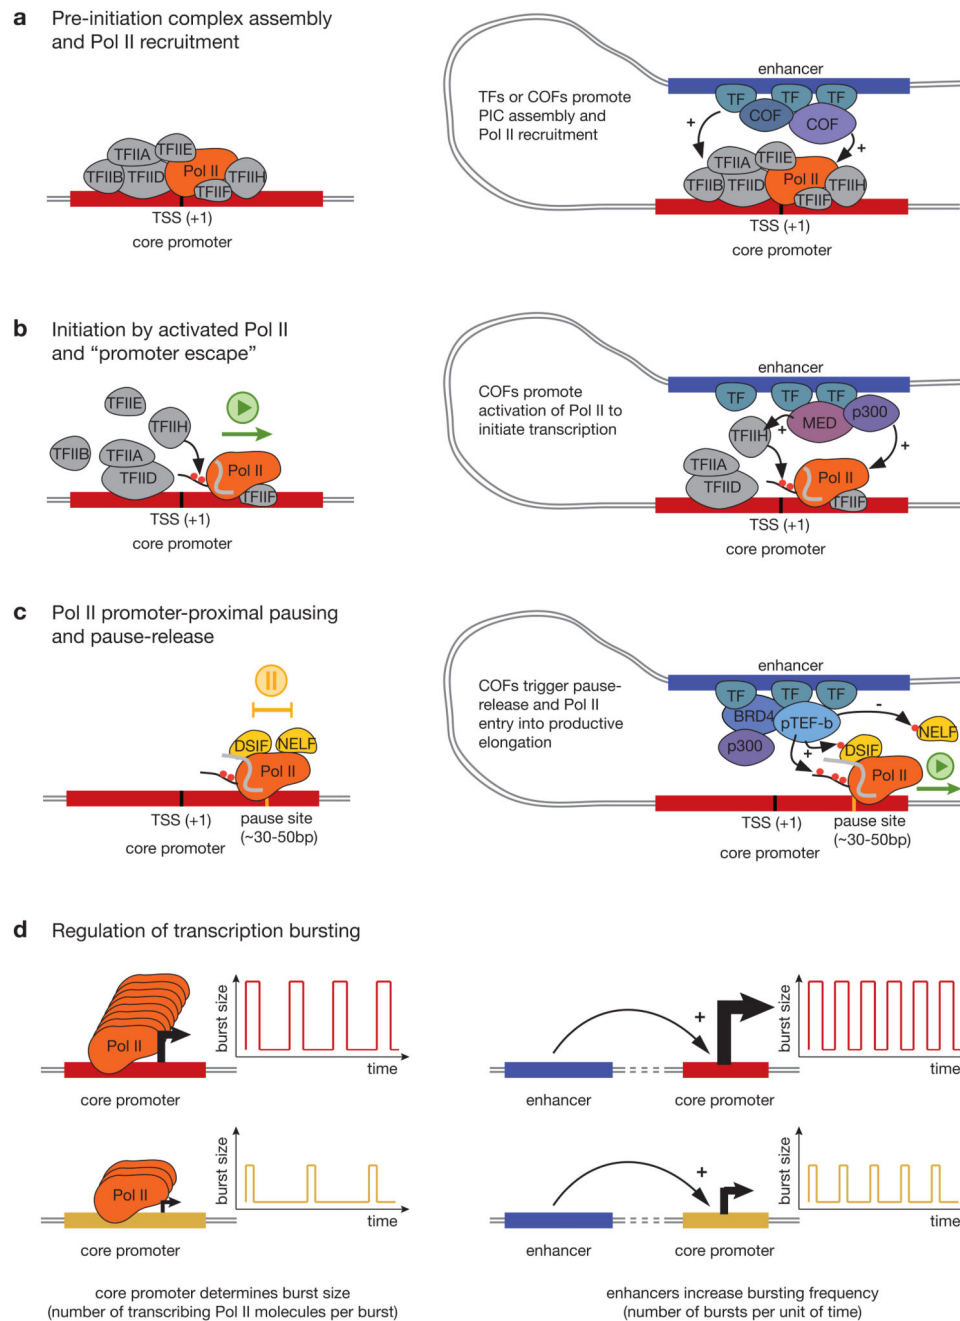 a Pre-initiation complex assembly
and Pol II recruitment
TFIIA
TFIIE
TFIIB
TFIID
Pol II
TFIIF
TFIIH
TSS (+1)
core promoter
enhancer
TF
TF
TF
COF
COF
TFs or COFs promote
PIC assembly and
Pol II recruitment
+
+
TFIIA
TFIIE
TFIIB
TFIID
Pol II
TFIIF
TFIIH
TSS (+1)
core promoter
b Initiation by activated Pol II
and “promoter escape”
TFIIE
TFIIH
TFIIB
TFIIA
TFIID
Pol II
TFIIF
TSS (+1)
core promoter
enhancer
TF
TF
TF
MED
p300
COFs promote
activation of Pol II to
initiate transcription
+
+
TFIIH
TFIIA
TFIID
Pol II
TFIIF
TSS (+1)
core promoter
c Pol II promoter-proximal pausing
and pause-release
DSIF
NELF
Pol II
TSS (+1)
pause site
(~30-50bp)
core promoter
enhancer
TF
TF
TF
BRD4
pTEF-b
p300
COFs trigger pause-
release and Pol II
entry into productive
elongation
-
+
NELF
DSIF
Pol II
TSS (+1)
pause site
(~30-50bp)
core promoter
d Regulation of transcription bursting
Pol II
core promoter
burst size
time
+
enhancer
core promoter
burst size
time
Pol II
core promoter
burst size
time
+
enhancer
core promoter
burst size
time
core promoter determines burst size
(number of transcribing Pol II molecules per burst)
enhancers increase bursting frequency
(number of bursts per unit of time)